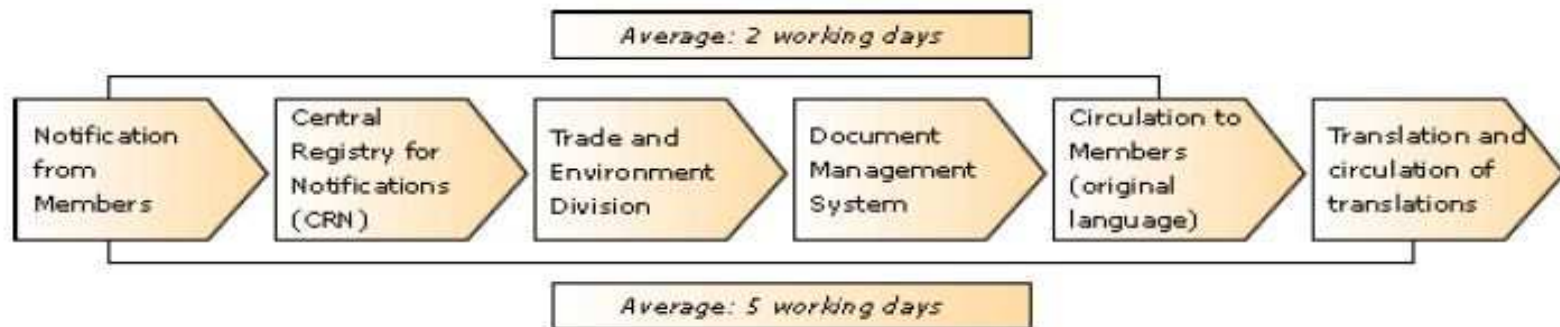 Average: 2 working days
Notification
from
Members
Central
Registry for
Notifications
(CRN)
Trade and
Environment
Division
Document
Management
System
Circulation to
Members
(original
language)
Translation and
circulation of
translations
Average: 5 working days